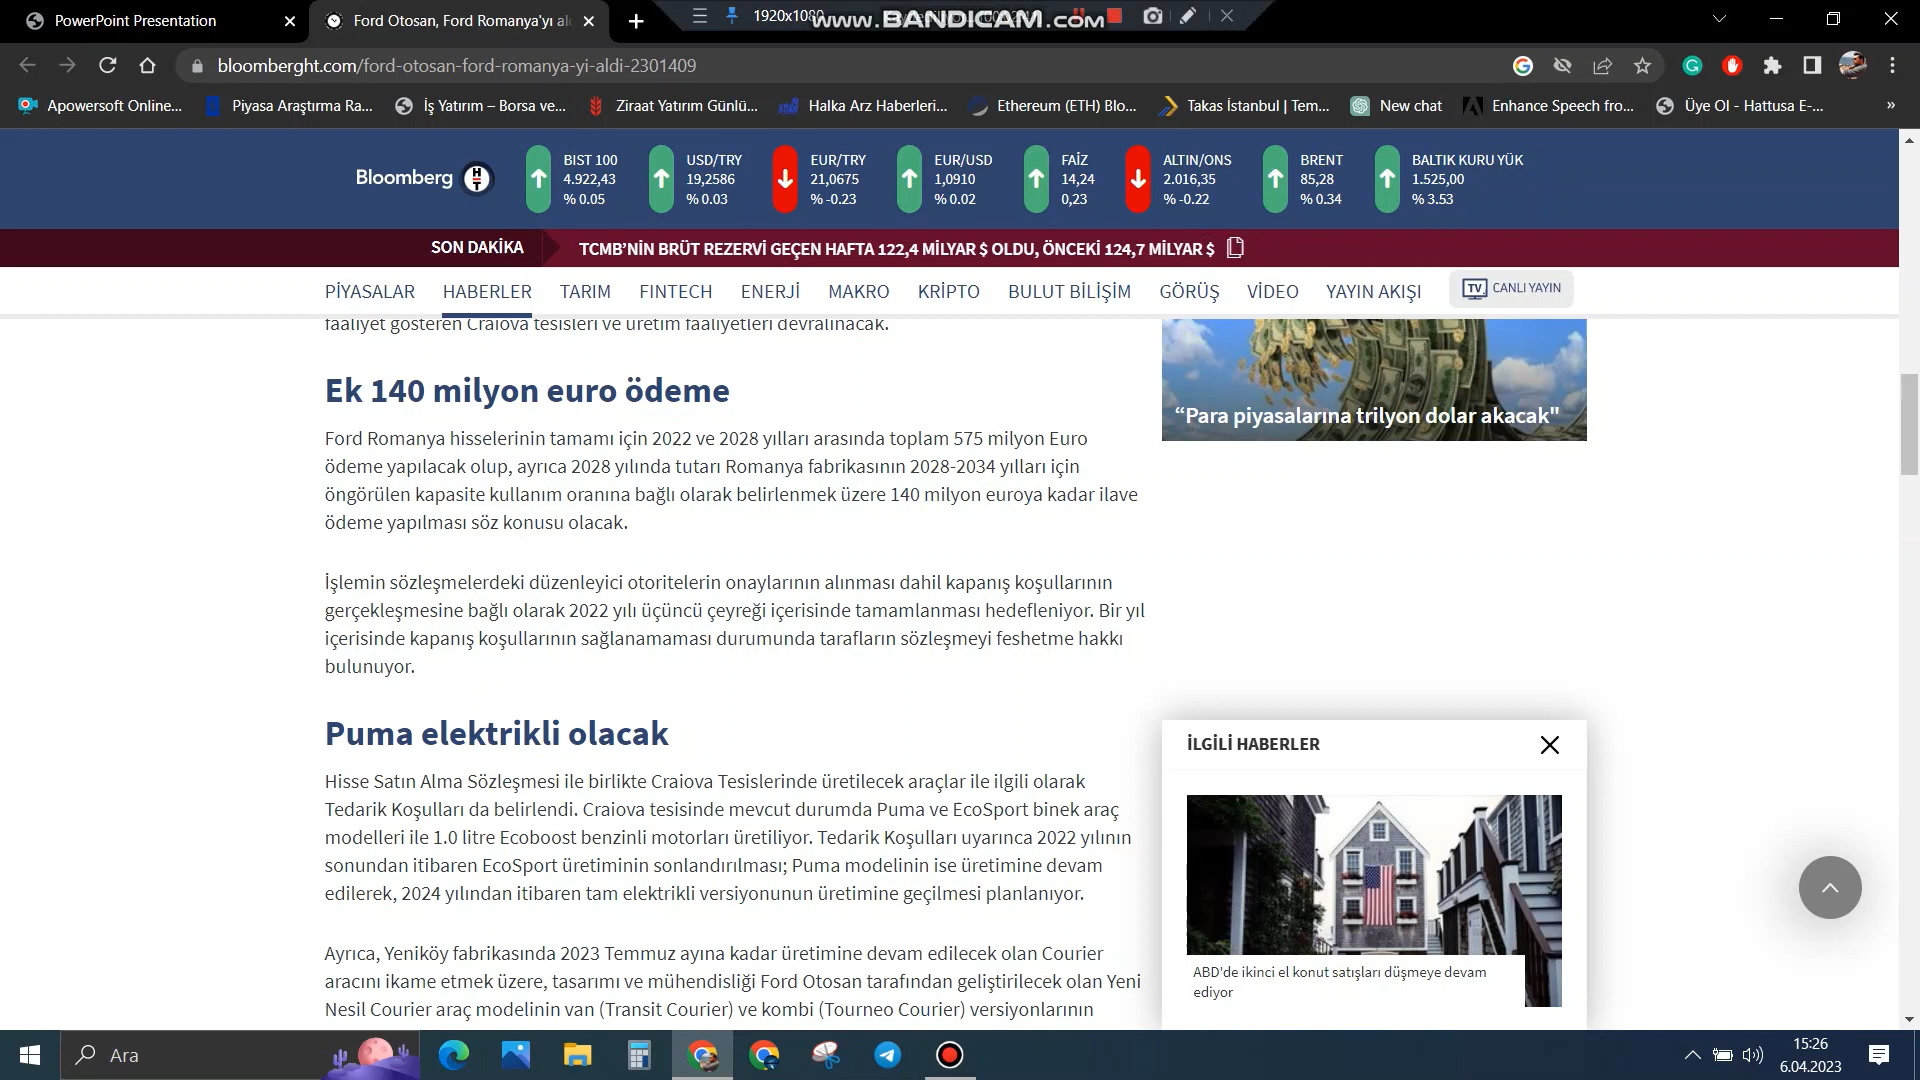 PowerPoint Presentation
Ford Otosan, Ford Romanya'yı al
1920x1080
www.BANDICAM.com
bloomberght.com/ford-otosan-ford-romanya-yi-aldi-2301409
Apowersoft Online...
Piyasa Araştırma Ra...
İş Yatırım – Borsa ve...
Ziraat Yatırım Günlü...
Halka Arz Haberleri...
Ethereum (ETH) Blo...
Takas İstanbul | Tem...
New chat
Enhance Speech fro...
Üye Ol - Hattusa E-...
»
Bloomberg HT
BIST 100
4.922,43
% 0.05
USD/TRY
19,2586
% 0.03
EUR/TRY
21,0675
% -0.23
EUR/USD
1,0910
% 0.02
FAİZ
14,24
0,23
ALTIN/ONS
2.016,35
% -0.22
BRENT
85,28
% 0.34
BALTIK KURU YÜK
1.525,00
% 3.53
SON DAKİKA
TCMB'NİN BRÜT REZERVİ GEÇEN HAFTA 122,4 MİLYAR $ OLDU, ÖNCEKİ 124,7 MİLYAR $
PİYASALAR HABERLER TARIM FINTECH ENERJİ MAKRO KRİPTO BULUT BİLİŞİM GÖRÜŞ VİDEO YAYIN AKIŞI TV CANLI YAYIN
faaliyet gösteren Craiova tesisleri ve üretim faaliyetleri devralınacak.
Ek 140 milyon euro ödeme
Ford Romanya hisselerinin tamamı için 2022 ve 2028 yılları arasında toplam 575 milyon Euro
ödeme yapılacak olup, ayrıca 2028 yılında tutarı Romanya fabrikasının 2028-2034 yılları için
öngörülen kapasite kullanım oranına bağlı olarak belirlenmek üzere 140 milyon euroya kadar ilave
ödeme yapılması söz konusu olacak.
İşlemin sözleşmelerdeki düzenleyici otoritelerin onaylarının alınması dahil kapanış koşullarının
gerçekleşmesine bağlı olarak 2022 yılı üçüncü çeyreği içerisinde tamamlanması hedefleniyor. Bir yıl
içerisinde kapanış koşullarının sağlanamaması durumunda tarafların sözleşmeyi feshetme hakkı
bulunuyor.
Puma elektrikli olacak
Hisse Satın Alma Sözleşmesi ile birlikte Craiova Tesislerinde üretilecek araçlar ile ilgili olarak
Tedarik Koşulları da belirlendi. Craiova tesisinde mevcut durumda Puma ve EcoSport binek araç
modelleri ile 1.0 litre Ecoboost benzinli motorları üretiliyor. Tedarik Koşulları uyarınca 2022 yılının
sonundan itibaren EcoSport üretiminin sonlandırılması; Puma modelinin ise üretimine devam
edilerek, 2024 yılından itibaren tam elektrikli versiyonunun üretimine geçilmesi planlanıyor.
Ayrıca, Yeniköy fabrikasında 2023 Temmuz ayına kadar üretimine devam edilecek olan Courier
aracını ikame etmek üzere, tasarımı ve mühendisliği Ford Otosan tarafından geliştirilecek olan Yeni
Nesil Courier araç modelinin van (Transit Courier) ve kombi (Tourneo Courier) versiyonlarının
“Para piyasalarına trilyon dolar akacak"
İLGİLİ HABERLER
ABD'de ikinci el konut satışları düşmeye devam
ediyor
Ara
15:26
6.04.2023